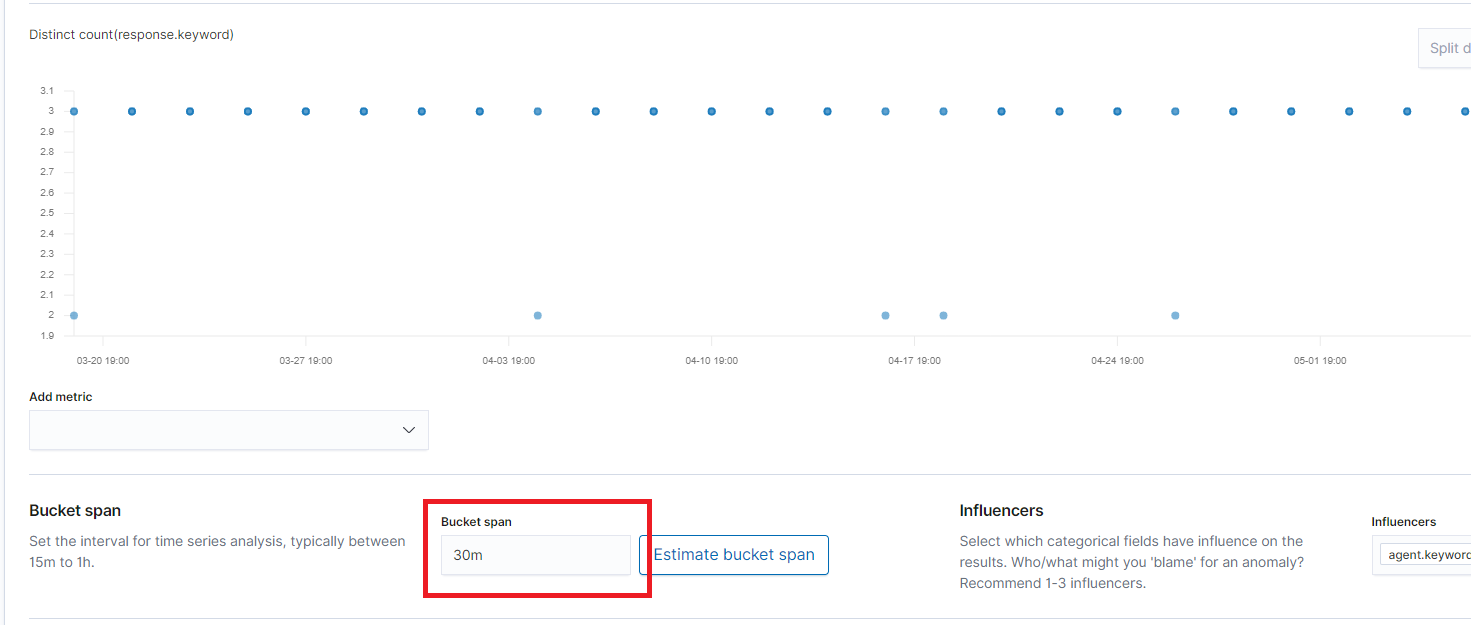 Distinct count(response.keyword)
Split d
3.1
3
2.9
2.8
2.7
2.6
2.5
2.4
2.3
2.2
2.1
2
1.9
03-20 19:00
03-27 19:00
04-03 19:00
04-10 19:00
04-17 19:00
04-24 19:00
05-01 19:00
Add metric
Bucket span
Set the interval for time series analysis, typically between
15m to 1h.
Bucket span
30m
Estimate bucket span
Influencers
Select which categorical fields have influence on the
results. Who/what might you 'blame' for an anomaly?
Recommend 1-3 influencers.
Influencers
agent.keyword